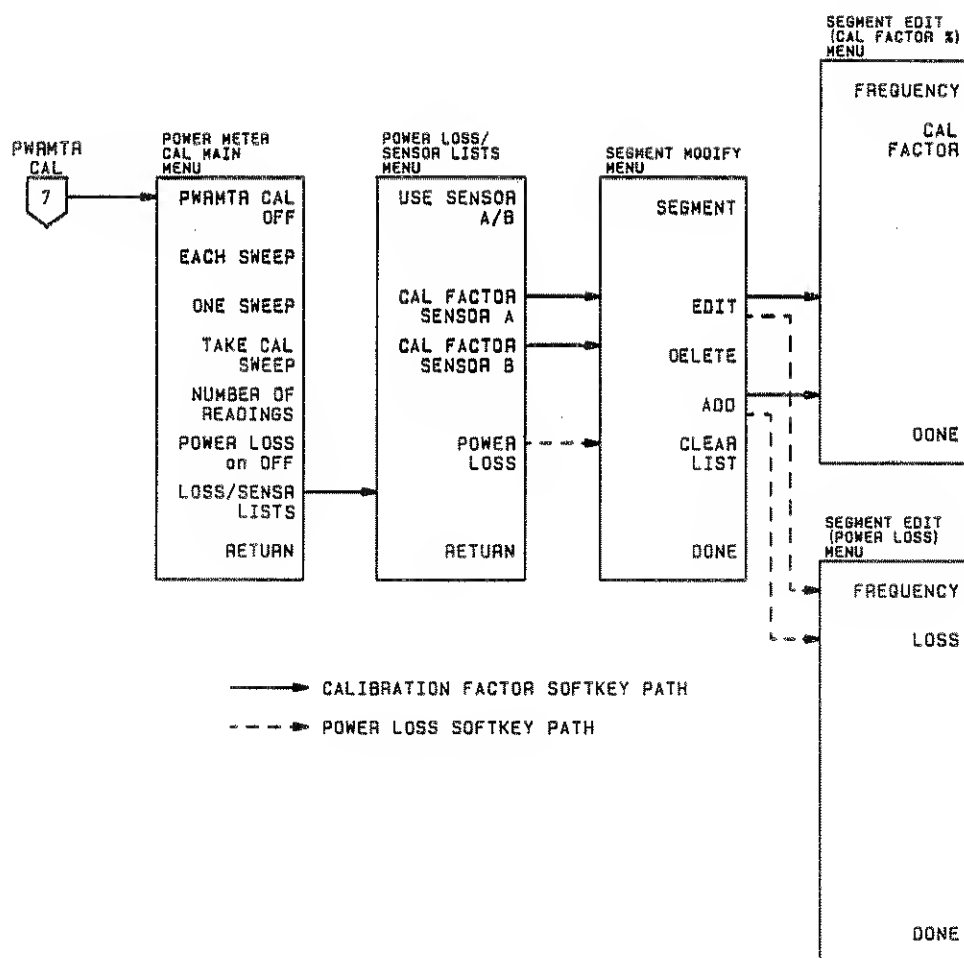 PWRMTR
CAL
7
POWER METER
CAL MAIN
MENU
PWRMTR CAL
OFF
EACH SWEEP
ONE SWEEP
TAKE CAL
SWEEP
NUMBER OF
READINGS
POWER LOSS
on OFF
LOSS/SENSR
LISTS
RETURN
POWER LOSS/
SENSOR LISTS
MENU
USE SENSOR
A/B
CAL FACTOR
SENSOR A
CAL FACTOR
SENSOR B
POWER
LOSS
RETURN
SEGMENT MODIFY
MENU
SEGMENT
EDIT
DELETE
ADD
CLEAR
LIST
DONE
SEGMENT EDIT
(CAL FACTOR %)
MENU
FREQUENCY
CAL
FACTOR
DONE
SEGMENT EDIT
(POWER LOSS)
MENU
FREQUENCY
LOSS
DONE
CALIBRATION FACTOR SOFTKEY PATH
POWER LOSS SOFTKEY PATH